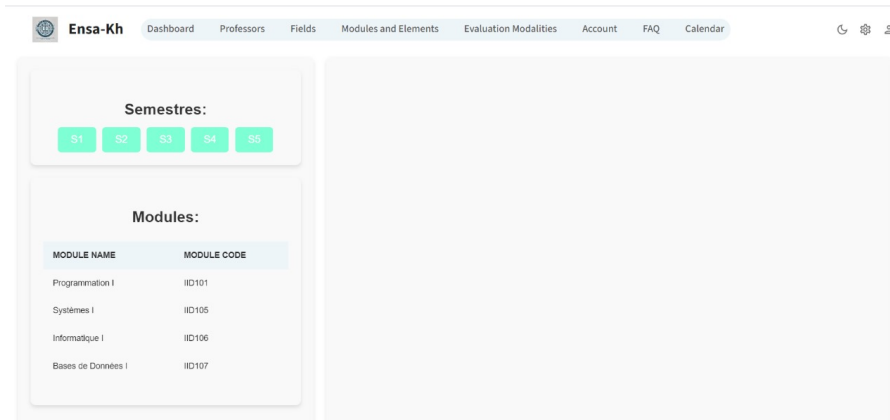 Ensa-Kh Dashboard Professors Fields Modules and Elements Evaluation Modalities Account FAQ Calendar
Semestres:
S1 S2 S3 S4 S5
Modules:
MODULE NAME MODULE CODE
Programmation I IID101
Systèmes I IID105
Informatique I IID106
Bases de Données I IID107